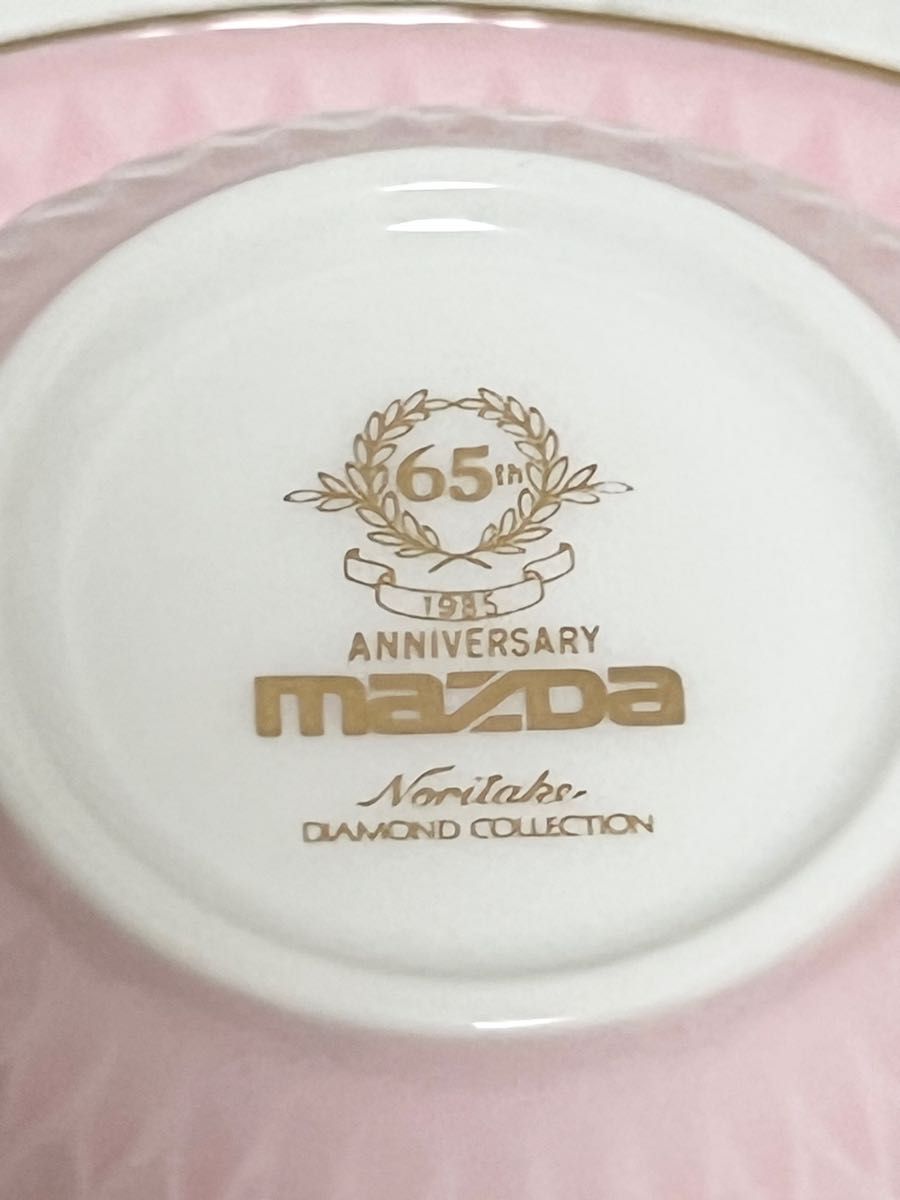 65th
1985
ANNIVERSARY
mazDa
Noritake
DIAMOND COLLECTION